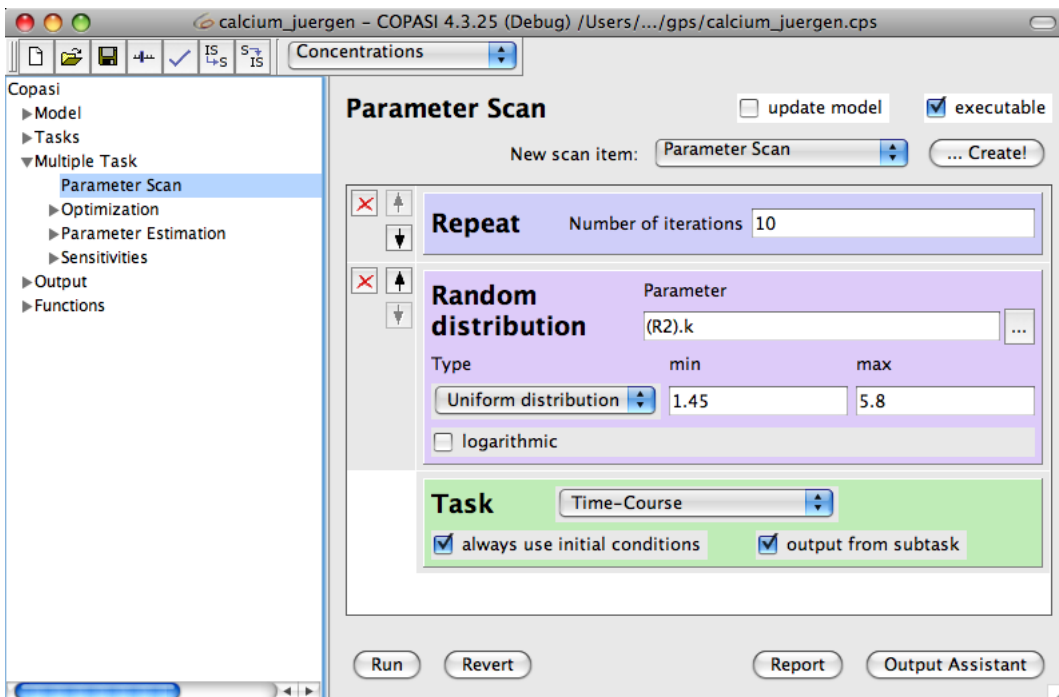 calcium_juergen – COPASI 4.3.25 (Debug) /Users/.../gps/calcium_juergen.cps
IS
S
S
IS
Concentrations
Copasi
Model
Tasks
Multiple Task
Parameter Scan
Optimization
Parameter Estimation
Sensitivities
Output
Functions
Parameter Scan
update model
executable
New scan item:
Parameter Scan
... Create!
Repeat
Number of iterations
10
Random
distribution
Parameter
(R2).k
...
Type
min
max
Uniform distribution
1.45
5.8
logarithmic
Task
Time-Course
always use initial conditions
output from subtask
Run
Revert
Report
Output Assistant